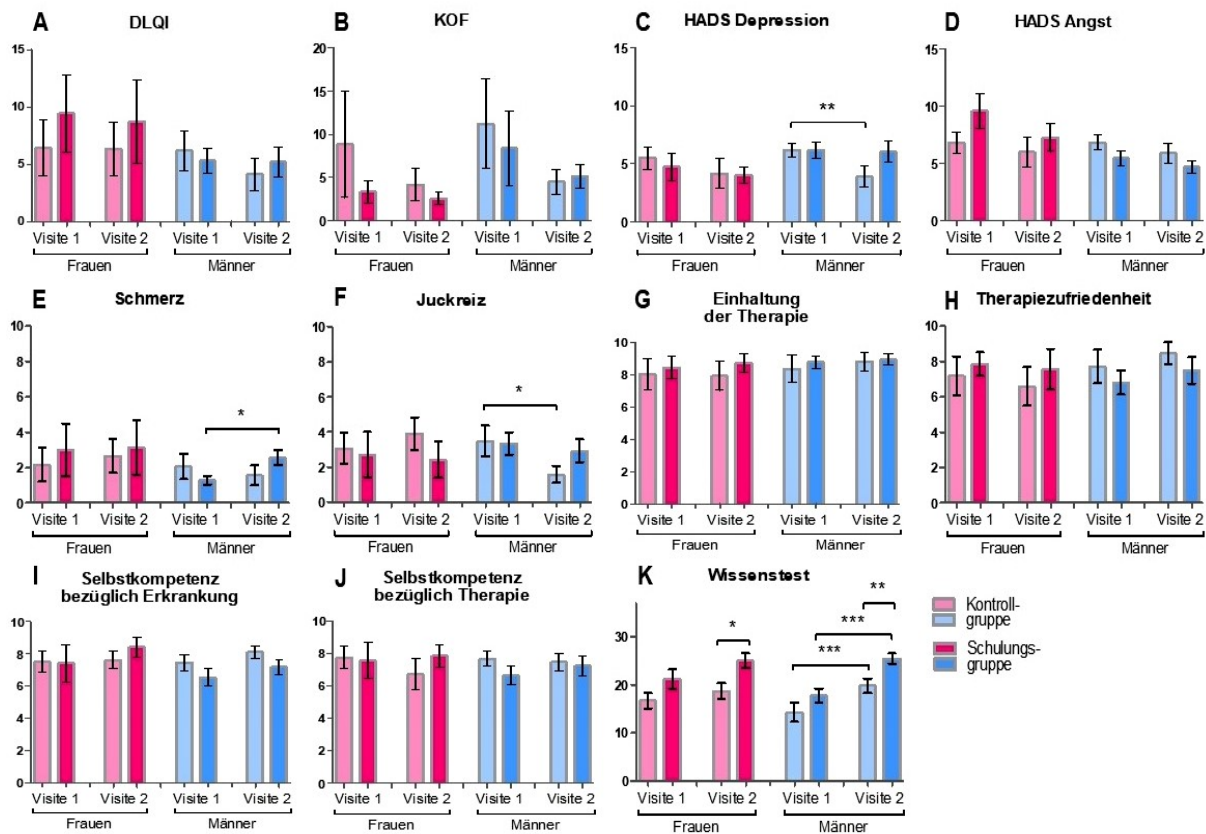 A DLQI
15
10
5
0
Visite 1 Visite 2 Visite 1 Visite 2
Frauen Männer
B KOF
20
15
10
5
0
Visite 1 Visite 2 Visite 1 Visite 2
Frauen Männer
C HADS Depression
15
10
5
0
**
Visite 1 Visite 2 Visite 1 Visite 2
Frauen Männer
D HADS Angst
15
10
5
0
Visite 1 Visite 2 Visite 1 Visite 2
Frauen Männer
E Schmerz
10
8
6
4
2
0
*
Visite 1 Visite 2 Visite 1 Visite 2
Frauen Männer
F Juckreiz
10
8
6
4
2
0
*
Visite 1 Visite 2 Visite 1 Visite 2
Frauen Männer
G Einhaltung
der Therapie
10
8
6
4
2
0
Visite 1 Visite 2 Visite 1 Visite 2
Frauen Männer
H Therapiezufriedenheit
10
8
6
4
2
0
Visite 1 Visite 2 Visite 1 Visite 2
Frauen Männer
I Selbstkompetenz
bezüglich Erkrankung
10
8
6
4
2
0
Visite 1 Visite 2 Visite 1 Visite 2
Frauen Männer
J Selbstkompetenz
bezüglich Therapie
10
8
6
4
2
0
Visite 1 Visite 2 Visite 1 Visite 2
Frauen Männer
K Wissenstest
30
20
10
0
**
* ***
***
Visite 1 Visite 2 Visite 1 Visite 2
Frauen Männer
Kontroll-
gruppe
Schulungs-
gruppe